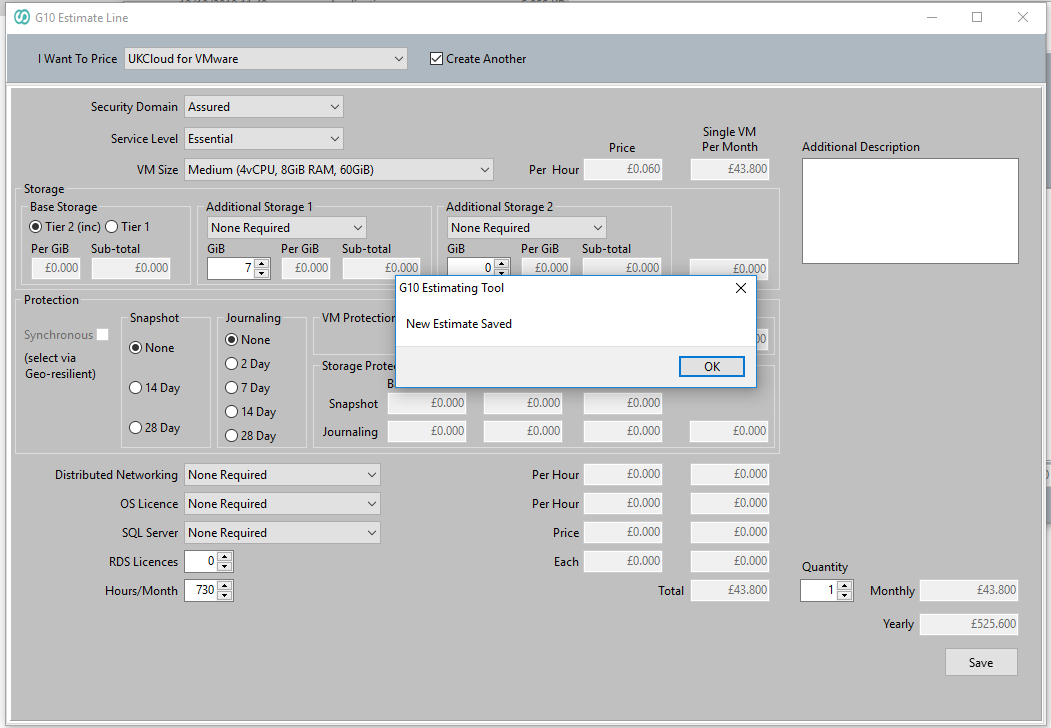 G10 Estimate Line
I Want To Price UKCloud for VMware Create Another
Security Domain Assured
Service Level Essential
Price Single VM Per Month
VM Size Medium (4vCPU, 8GiB RAM, 60GiB) Per Hour £0.060 £43.800
Additional Description
Storage
Base Storage Additional Storage 1 Additional Storage 2
Tier 2 (inc) Tier 1 None Required None Required
Per GiB Sub-total GiB Per GiB Sub-total GiB Per GiB Sub-total
£0.000 £0.000 7 £0.000 £0.000 0 £0.000 £0.000 £0.000
G10 Estimating Tool
New Estimate Saved
OK
Protection
Synchronous
(select via
Geo-resilient)
Snapshot
None
14 Day
28 Day
Journaling
None
2 Day
7 Day
14 Day
28 Day
VM Protection
Storage
Snapshot £0.000 £0.000 £0.000
Journaling £0.000 £0.000 £0.000 £0.000
Distributed Networking None Required Per Hour £0.000 £0.000
OS Licence None Required Per Hour £0.000 £0.000
SQL Server None Required Price £0.000 £0.000
RDS Licences 0 Each £0.000 £0.000
Hours/Month 730 Total £43.800
Quantity
1 Monthly £43.800
Yearly £525.600
Save